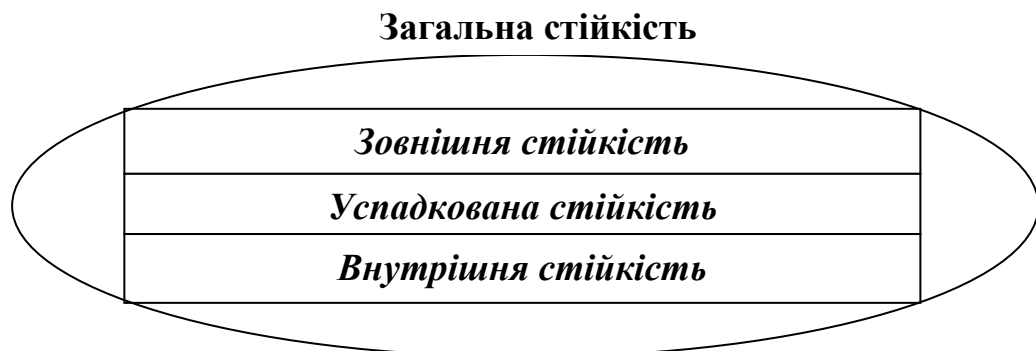 Загальна стійкість
Зовнішня стійкість
Успадкована стійкість
Внутрішня стійкість